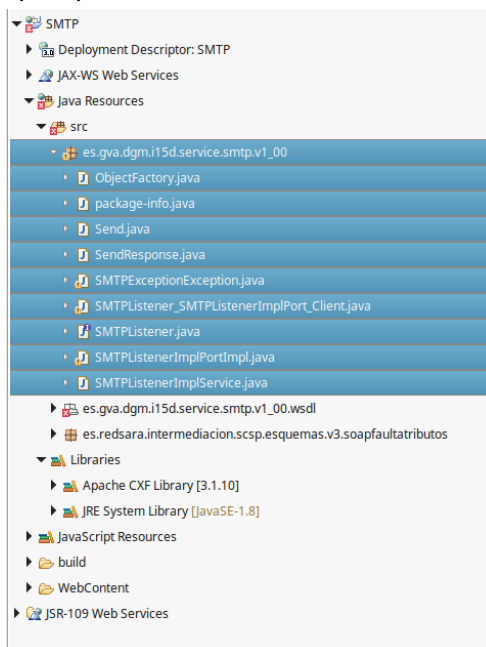 SMTP
Deployment Descriptor: SMTP
JAX-WS Web Services
Java Resources
src
es.gva.dgm.i15d.service.smtp.v1_00
ObjectFactory.java
package-info.java
Send.java
SendResponse.java
SMTPExceptionException.java
SMTPListener_SMTPListenerImplPort_Client.java
SMTPListener.java
SMTPListenerImplPortImpl.java
SMTPListenerImplService.java
es.gva.dgm.i15d.service.smtp.v1_00.wsdl
es.redsara.intermediacion.scsp.esquemas.v3.soapfaultatributos
Libraries
Apache CXF Library [3.1.10]
JRE System Library [JavaSE-1.8]
JavaScript Resources
build
WebContent
JSR-109 Web Services